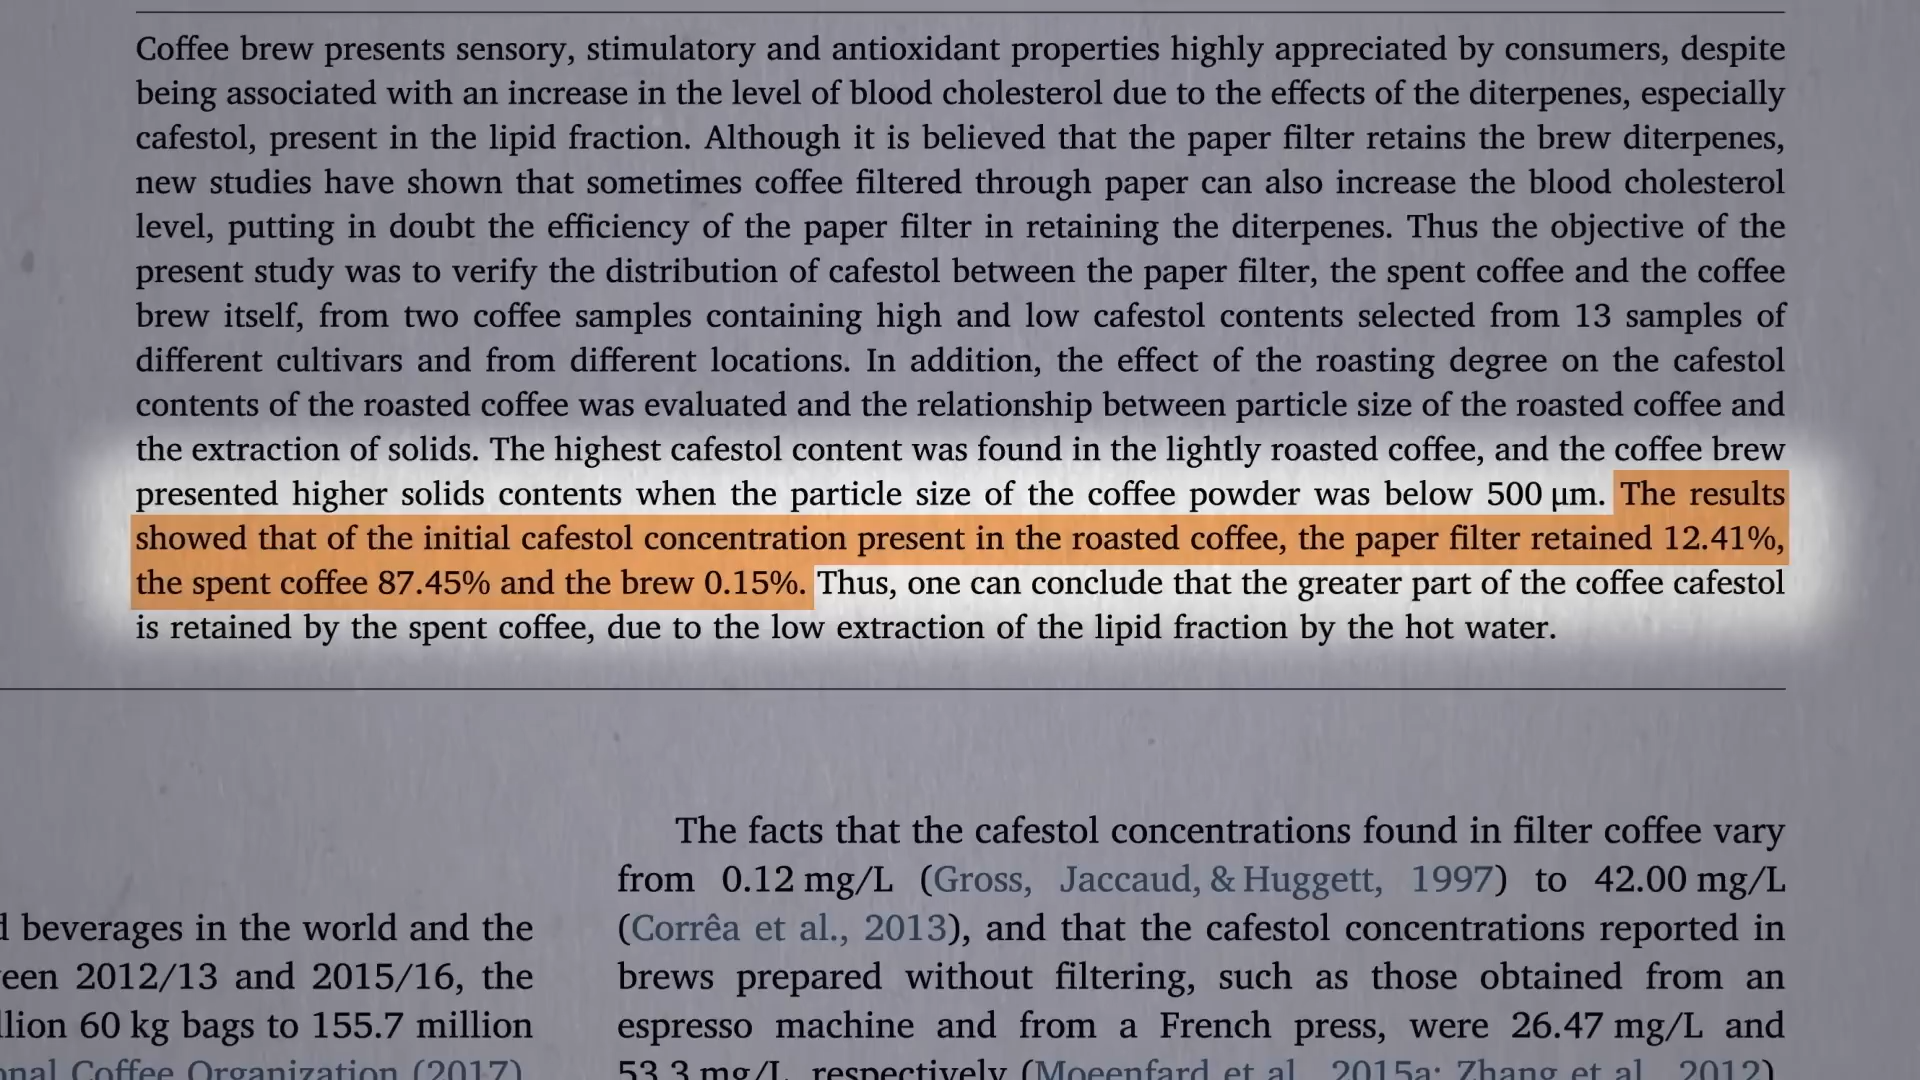 Coffee brew presents sensory, stimulatory and antioxidant properties highly appreciated by consumers, despite
being associated with an increase in the level of blood cholesterol due to the effects of the diterpenes, especially
cafestol, present in the lipid fraction. Although it is believed that the paper filter retains the brew diterpenes,
new studies have shown that sometimes coffee filtered through paper can also increase the blood cholesterol
level, putting in doubt the efficiency of the paper filter in retaining the diterpenes. Thus the objective of the
present study was to verify the distribution of cafestol between the paper filter, the spent coffee and the coffee
brew itself, from two coffee samples containing high and low cafestol contents selected from 13 samples of
different cultivars and from different locations. In addition, the effect of the roasting degree on the cafestol
contents of the roasted coffee was evaluated and the relationship between particle size of the roasted coffee and
the extraction of solids. The highest cafestol content was found in the lightly roasted coffee, and the coffee brew
presented higher solids contents when the particle size of the coffee powder was below 500 μm. The results
showed that of the initial cafestol concentration present in the roasted coffee, the paper filter retained 12.41%,
the spent coffee 87.45% and the brew 0.15%. Thus, one can conclude that the greater part of the coffee cafestol
is retained by the spent coffee, due to the low extraction of the lipid fraction by the hot water.
beverages in the world and the
een 2012/13 and 2015/16, the
llion 60 kg bags to 155.7 million
onal Coffee Organization (2017)
The facts that the cafestol concentrations found in filter coffee vary
from 0.12 mg/L (Gross, Jaccaud, & Huggett, 1997) to 42.00 mg/L
(Corrêa et al., 2013), and that the cafestol concentrations reported in
brews prepared without filtering, such as those obtained from an
espresso machine and from a French press, were 26.47 mg/L and
53.3 mg/L, respectively (Moeenfard et al., 2015a; Zhang et al., 2012)